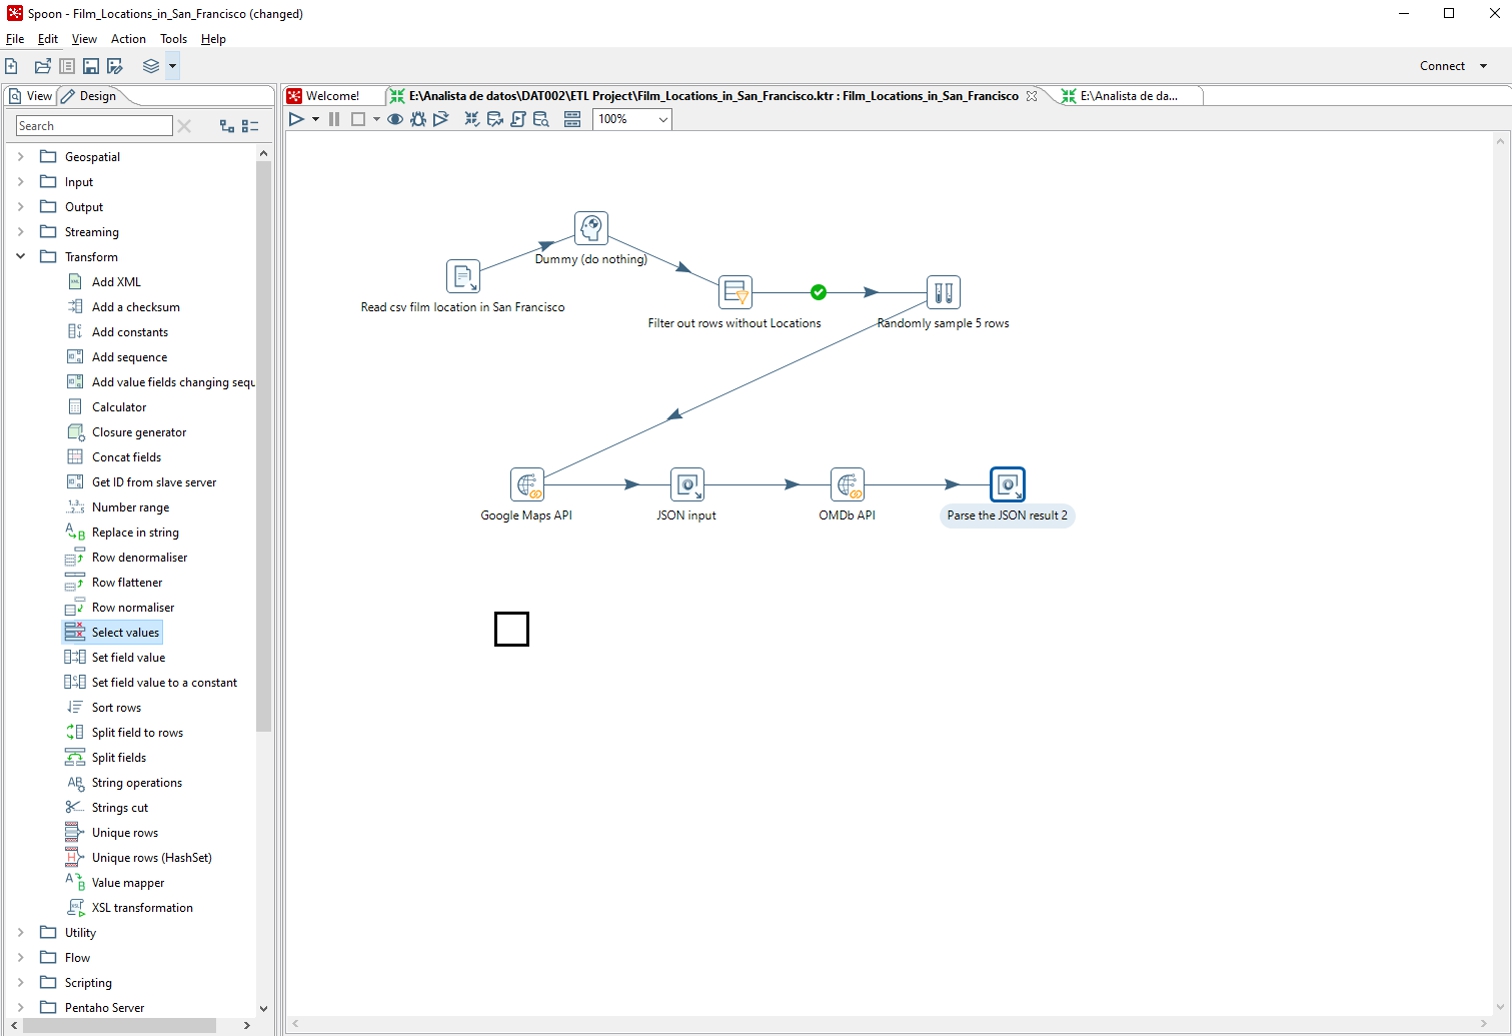 Spoon - Film_Locations_in_San_Francisco (changed)
File Edit View Action Tools Help
Connect
View Design
Welcome! E:\Analista de datos\DAT002\ETL Project\Film_Locations_in_San_Francisco.ktr : Film_Locations_in_San_Francisco E:\Analista de da...
Search
100%
Geospatial
Input
Output
Streaming
Transform
Add XML
Add a checksum
Add constants
Add sequence
Add value fields changing sequ
Calculator
Closure generator
Concat fields
Get ID from slave server
Number range
Replace in string
Row denormaliser
Row flattener
Row normaliser
Select values
Set field value
Set field value to a constant
Sort rows
Split field to rows
Split fields
String operations
Strings cut
Unique rows
Unique rows (HashSet)
Value mapper
XSL transformation
Utility
Flow
Scripting
Pentaho Server
Dummy (do nothing)
Read csv film location in San Francisco
Filter out rows without Locations
Randomly sample 5 rows
Google Maps API
JSON input
OMDb API
Parse the JSON result 2